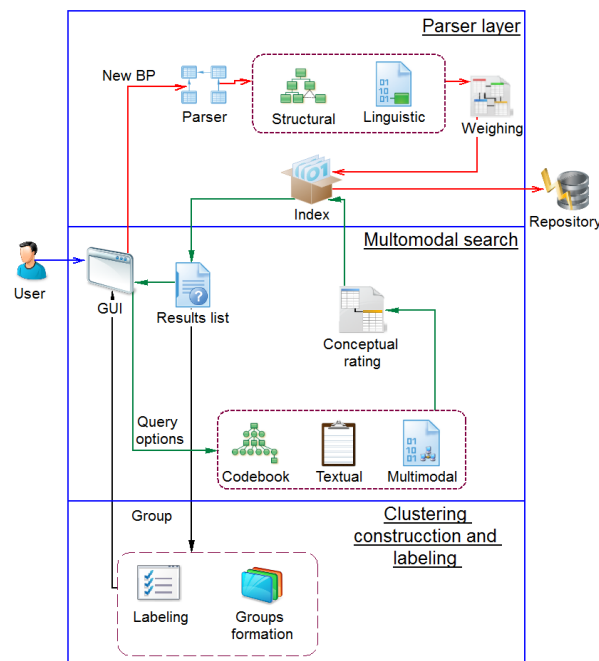 Parser layer
New BP
Parser
Structural
Linguistic
Weighing
Index
Repository
Multomodal search
User
GUI
Results list
Conceptual
rating
Query
options
Codebook
Textual
Multimodal
Clustering
construcction and
labeling
Group
Labeling
Groups
formation